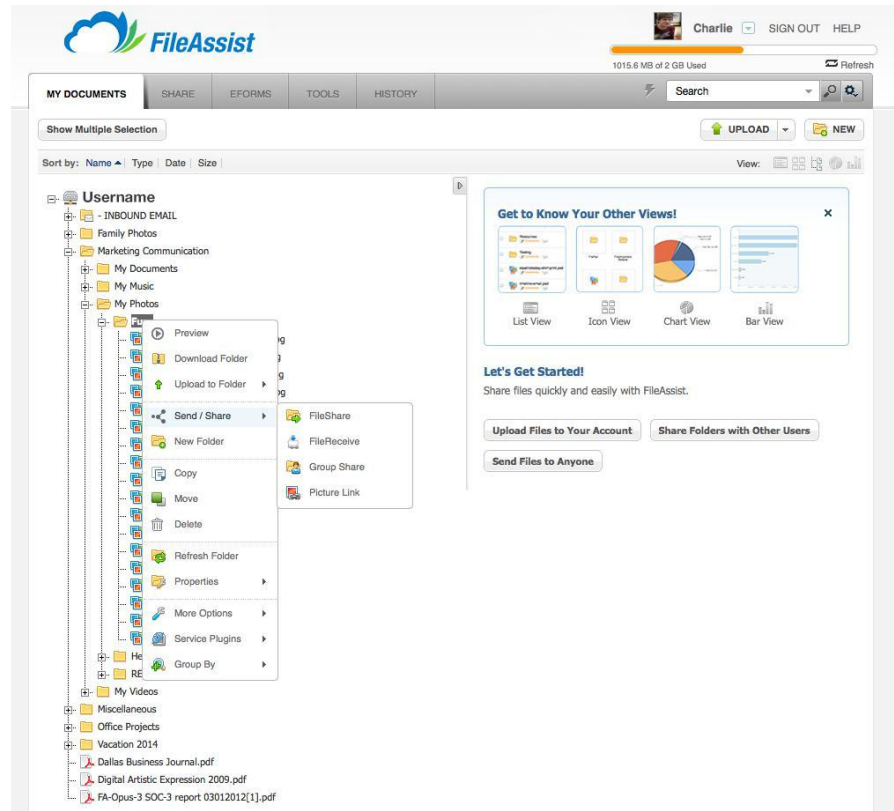 FileAssist
Charlie SIGN OUT HELP
1015.6 MB of 2 GB Used Refresh
MY DOCUMENTS SHARE EFORMS TOOLS HISTORY Search
Show Multiple Selection UPLOAD NEW
Sort by: Name Type Date Size View:
Username
- INBOUND EMAIL
Family Photos
Marketing Communication
My Documents
My Music
My Photos
Preview
Download Folder
Upload to Folder
Send / Share
New Folder
Copy
Move
Delete
Refresh Folder
Properties
More Options
Service Plugins
Group By
FileShare
FileReceive
Group Share
Picture Link
He
RE
My Videos
Miscellaneous
Office Projects
Vacation 2014
Dallas Business Journal.pdf
Digital Artistic Expression 2009.pdf
FA-Opus-3 SOC-3 report 03012012[1].pdf
Get to Know Your Other Views!
List View Icon View Chart View Bar View
Let's Get Started!
Share files quickly and easily with FileAssist.
Upload Files to Your Account Share Folders with Other Users
Send Files to Anyone